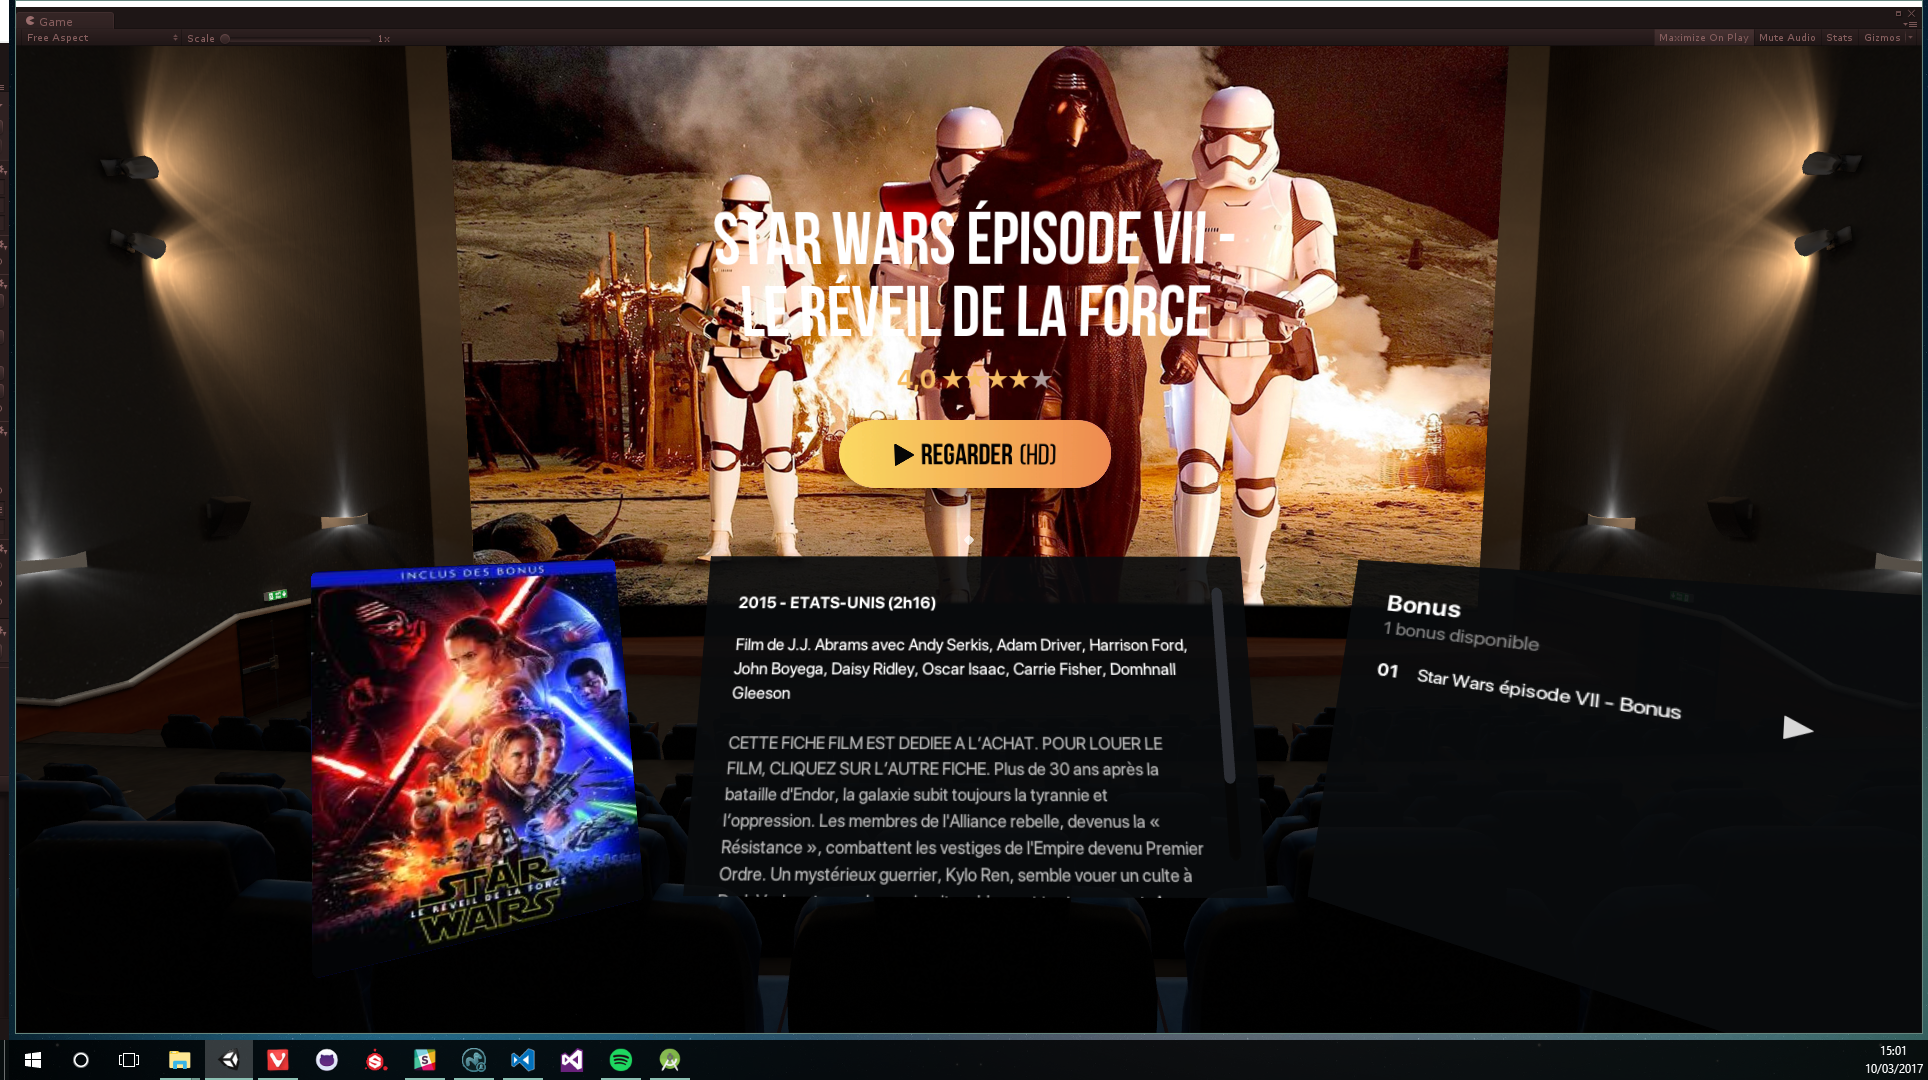 Game
Free Aspect
Scale
1x
Maximize On Play
Mute Audio
Stats
Gizmos
STAR WARS ÉPISODE VII -
LE RÉVEIL DE LA FORCE
4,0
REGARDER (HD)
INCLUS DES BONUS
STAR
LE RÉVEIL DE LA FORCE
WARS
2015 - ETATS-UNIS (2h16)
Film de J.J. Abrams avec Andy Serkis, Adam Driver, Harrison Ford,
John Boyega, Daisy Ridley, Oscar Isaac, Carrie Fisher, Domhnall
Gleeson
CETTE FICHE FILM EST DEDIEE A L’ACHAT. POUR LOUER LE
FILM, CLIQUEZ SUR L’AUTRE FICHE. Plus de 30 ans après la
bataille d'Endor, la galaxie subit toujours la tyrannie et
l’oppression. Les membres de l'Alliance rebelle, devenus la «
Résistance », combattent les vestiges de l'Empire devenu Premier
Ordre. Un mystérieux guerrier, Kylo Ren, semble vouer un culte à
Bonus
1 bonus disponible
01 Star Wars épisode VII - Bonus
15:01
10/03/2017